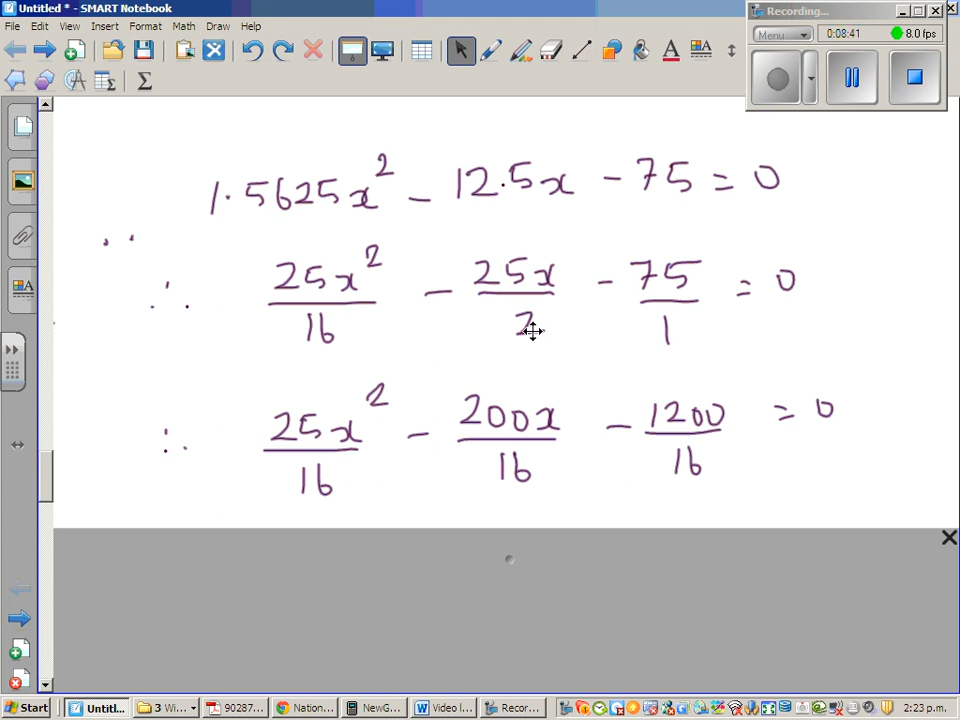 Untitled * - SMART Notebook
Recording...
File Edit View Insert Format Math Draw Help
Menu 0:08:41 8.0 fps
1.5625x² - 12.5x - 75 = 0
∴ 25x²/16 - 25x/2 - 75/1 = 0
∴ 25x²/16 - 200x/16 - 1200/16 = 0
Start Untitl... 3 Wi... 90287... Nation... NewG... Video l... Recor... 2:23 p.m.